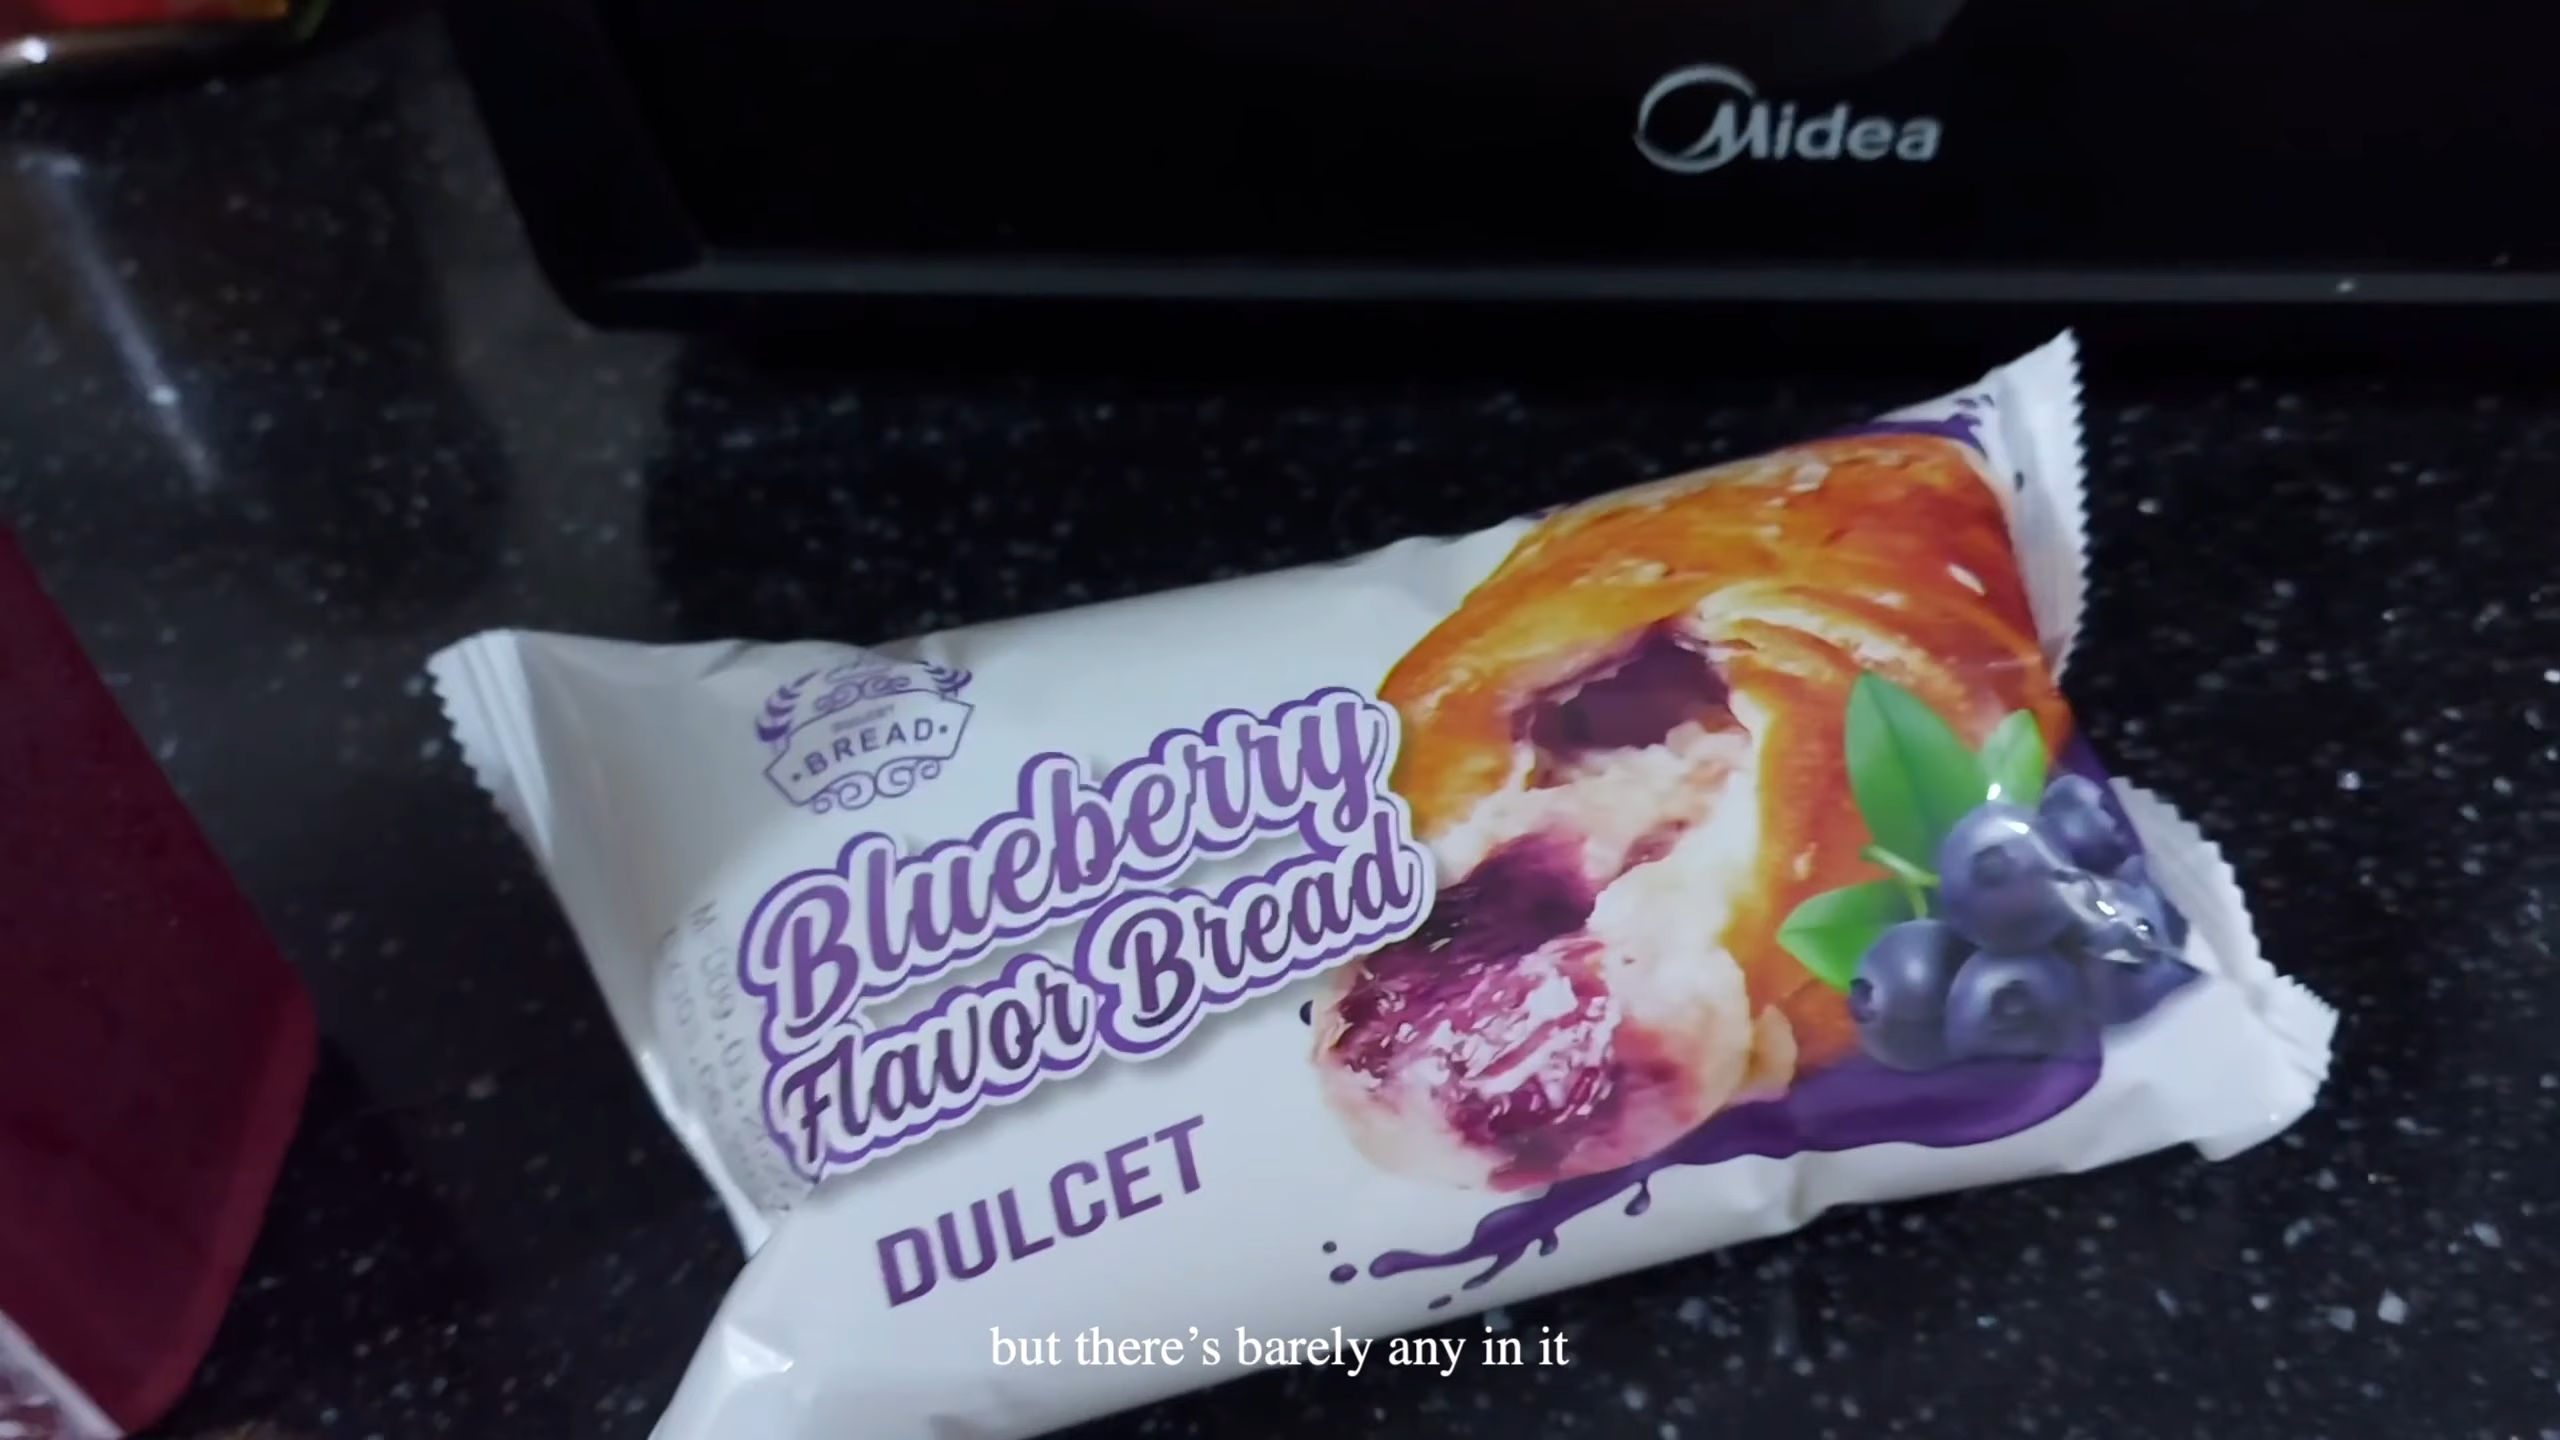 Midea
BREAD
Blueberry
Flavor Bread
DULCET
but there’s barely any in it